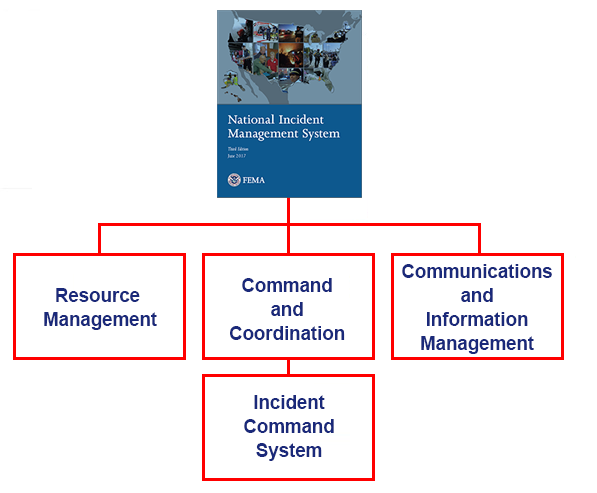 National Incident
Management System
Third Edition
June 2017
FEMA
Resource
Management
Command
and
Coordination
Communications
and
Information
Management
Incident
Command
System